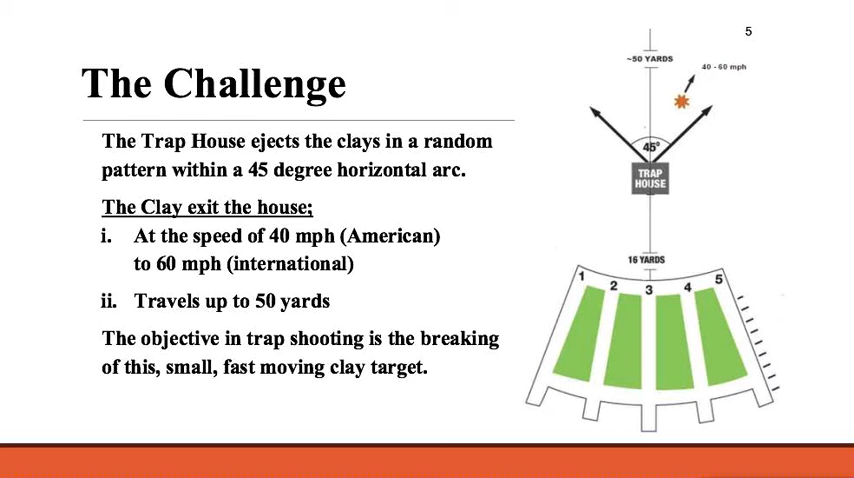 5
The Challenge
The Trap House ejects the clays in a random
pattern within a 45 degree horizontal arc.
The Clay exit the house;
i. At the speed of 40 mph (American)
to 60 mph (international)
ii. Travels up to 50 yards
The objective in trap shooting is the breaking
of this, small, fast moving clay target.
~50 YARDS
40 - 60 mph
45°
TRAP
HOUSE
16 YARDS
1 2 3 4 5